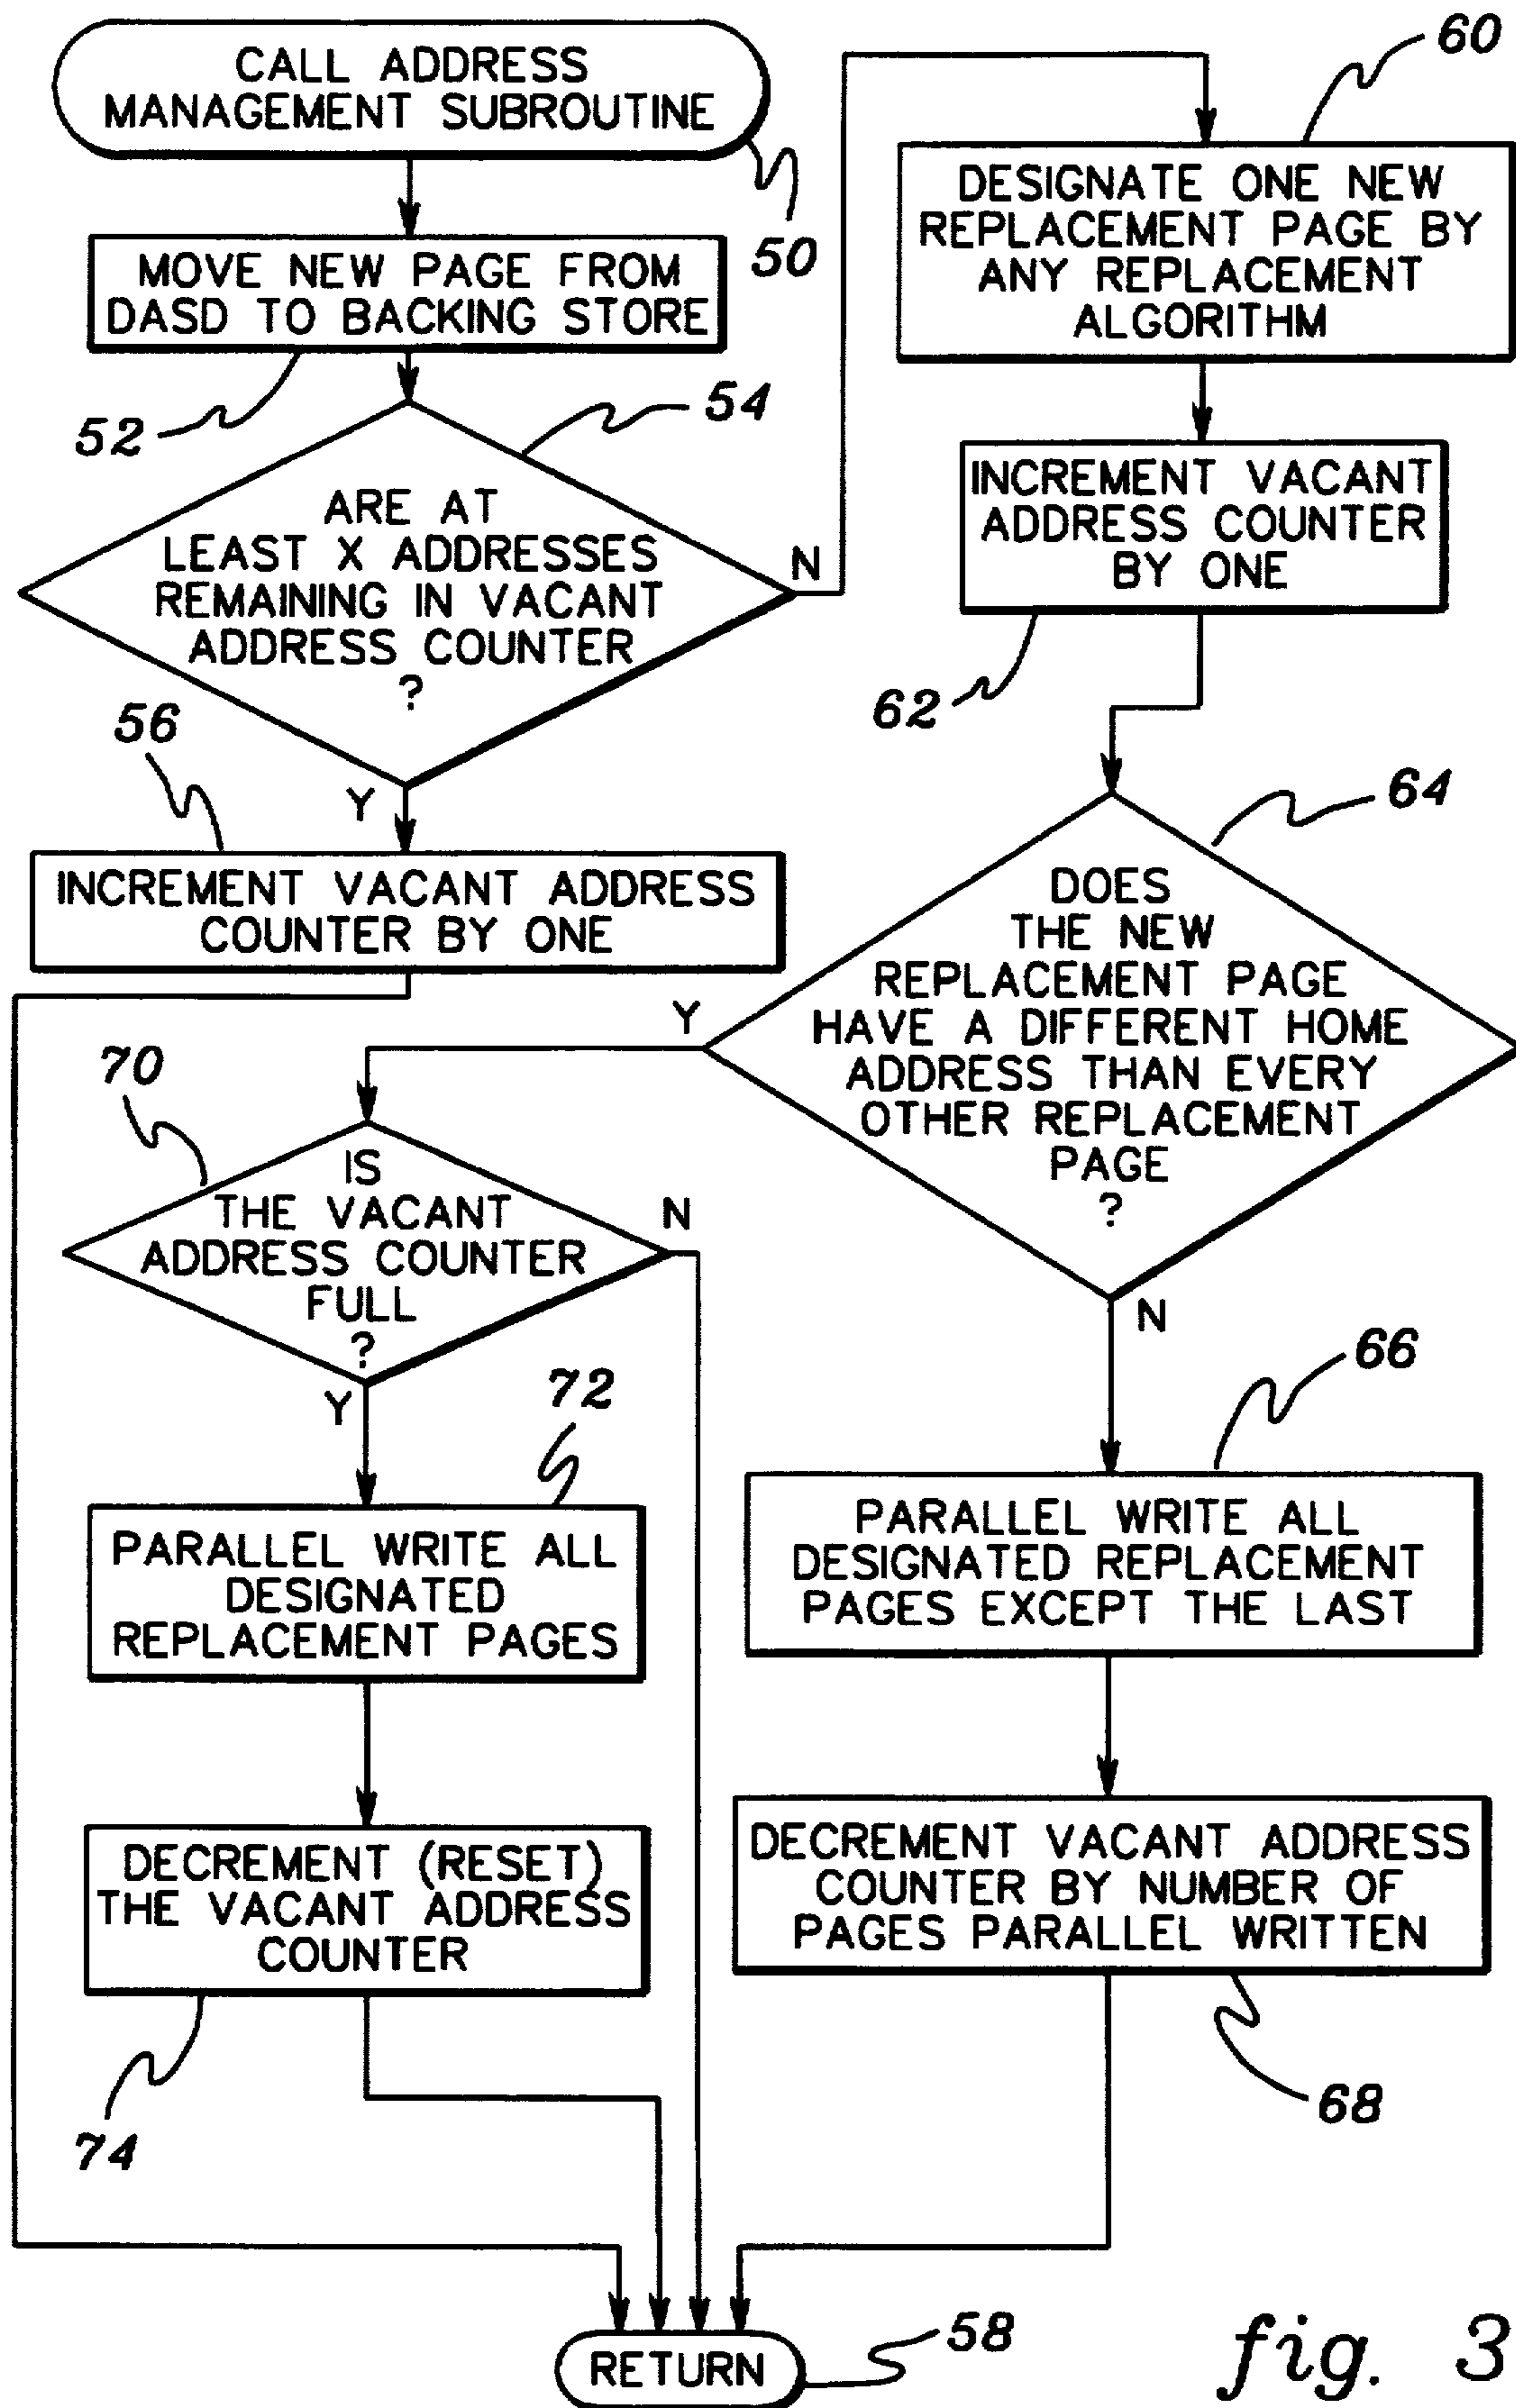 CALL ADDRESS
MANAGEMENT SUBROUTINE
50
MOVE NEW PAGE FROM
DASD TO BACKING STORE
52
54
ARE AT
LEAST X ADDRESSES
REMAINING IN VACANT
ADDRESS COUNTER
?
N
Y
56
INCREMENT VACANT ADDRESS
COUNTER BY ONE
60
DESIGNATE ONE NEW
REPLACEMENT PAGE BY
ANY REPLACEMENT
ALGORITHM
INCREMENT VACANT
ADDRESS COUNTER
BY ONE
62
64
DOES
THE NEW
REPLACEMENT PAGE
HAVE A DIFFERENT HOME
ADDRESS THAN EVERY
OTHER REPLACEMENT
PAGE
?
Y
N
70
IS
THE VACANT
ADDRESS COUNTER
FULL
?
N
Y
72
PARALLEL WRITE ALL
DESIGNATED
REPLACEMENT PAGES
DECREMENT (RESET)
THE VACANT ADDRESS
COUNTER
74
66
PARALLEL WRITE ALL
DESIGNATED REPLACEMENT
PAGES EXCEPT THE LAST
DECREMENT VACANT ADDRESS
COUNTER BY NUMBER OF
PAGES PARALLEL WRITTEN
68
RETURN
58
fig. 3